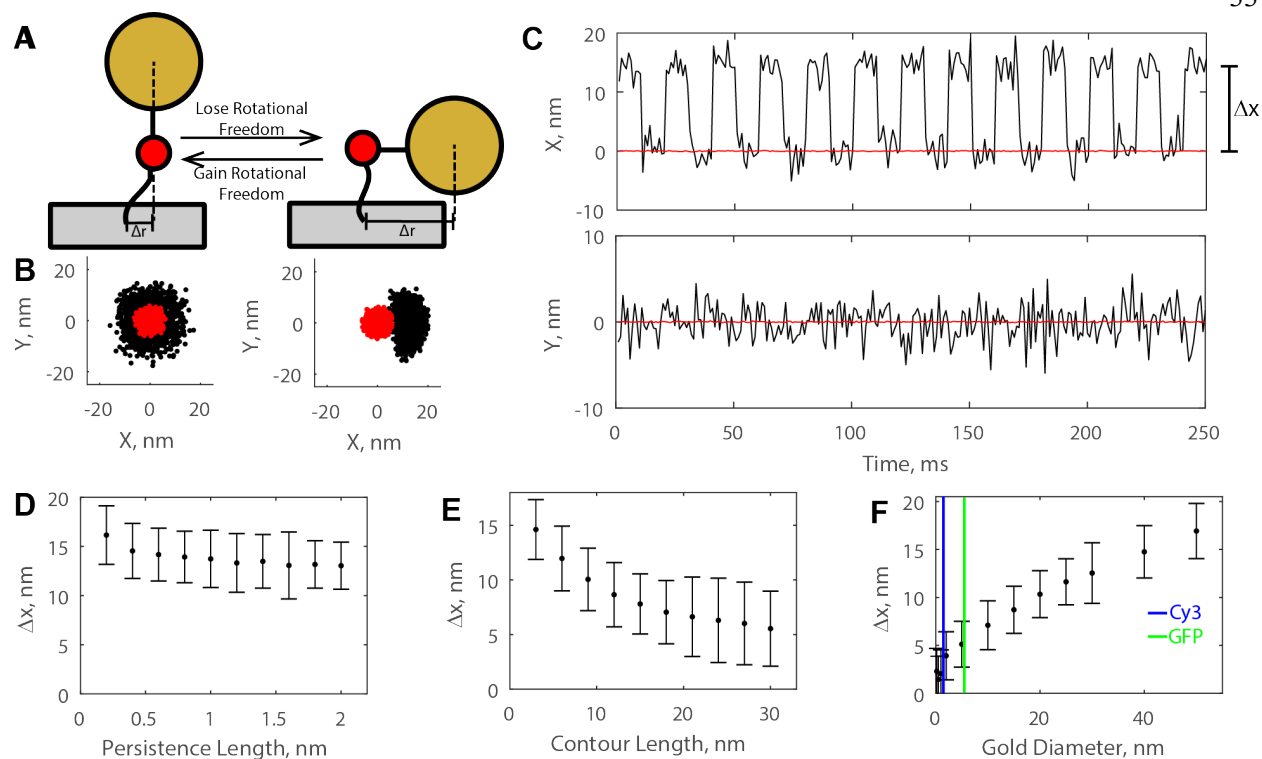 A
Lose Rotational
Freedom
Gain Rotational
Freedom
Δr
Δr
B
20
0
-20
Y, nm
-20
0
20
X, nm
20
0
-20
Y, nm
-20
0
20
X, nm
C
20
10
0
-10
X, nm
Δx
10
0
-10
Y, nm
0
50
100
150
200
250
Time, ms
D
20
15
10
5
0
Δx, nm
0
0.5
1
1.5
2
Persistence Length, nm
E
15
10
5
0
Δx, nm
0
10
20
30
Contour Length, nm
F
20
15
10
5
0
Δx, nm
Cy3
GFP
0
20
40
Gold Diameter, nm